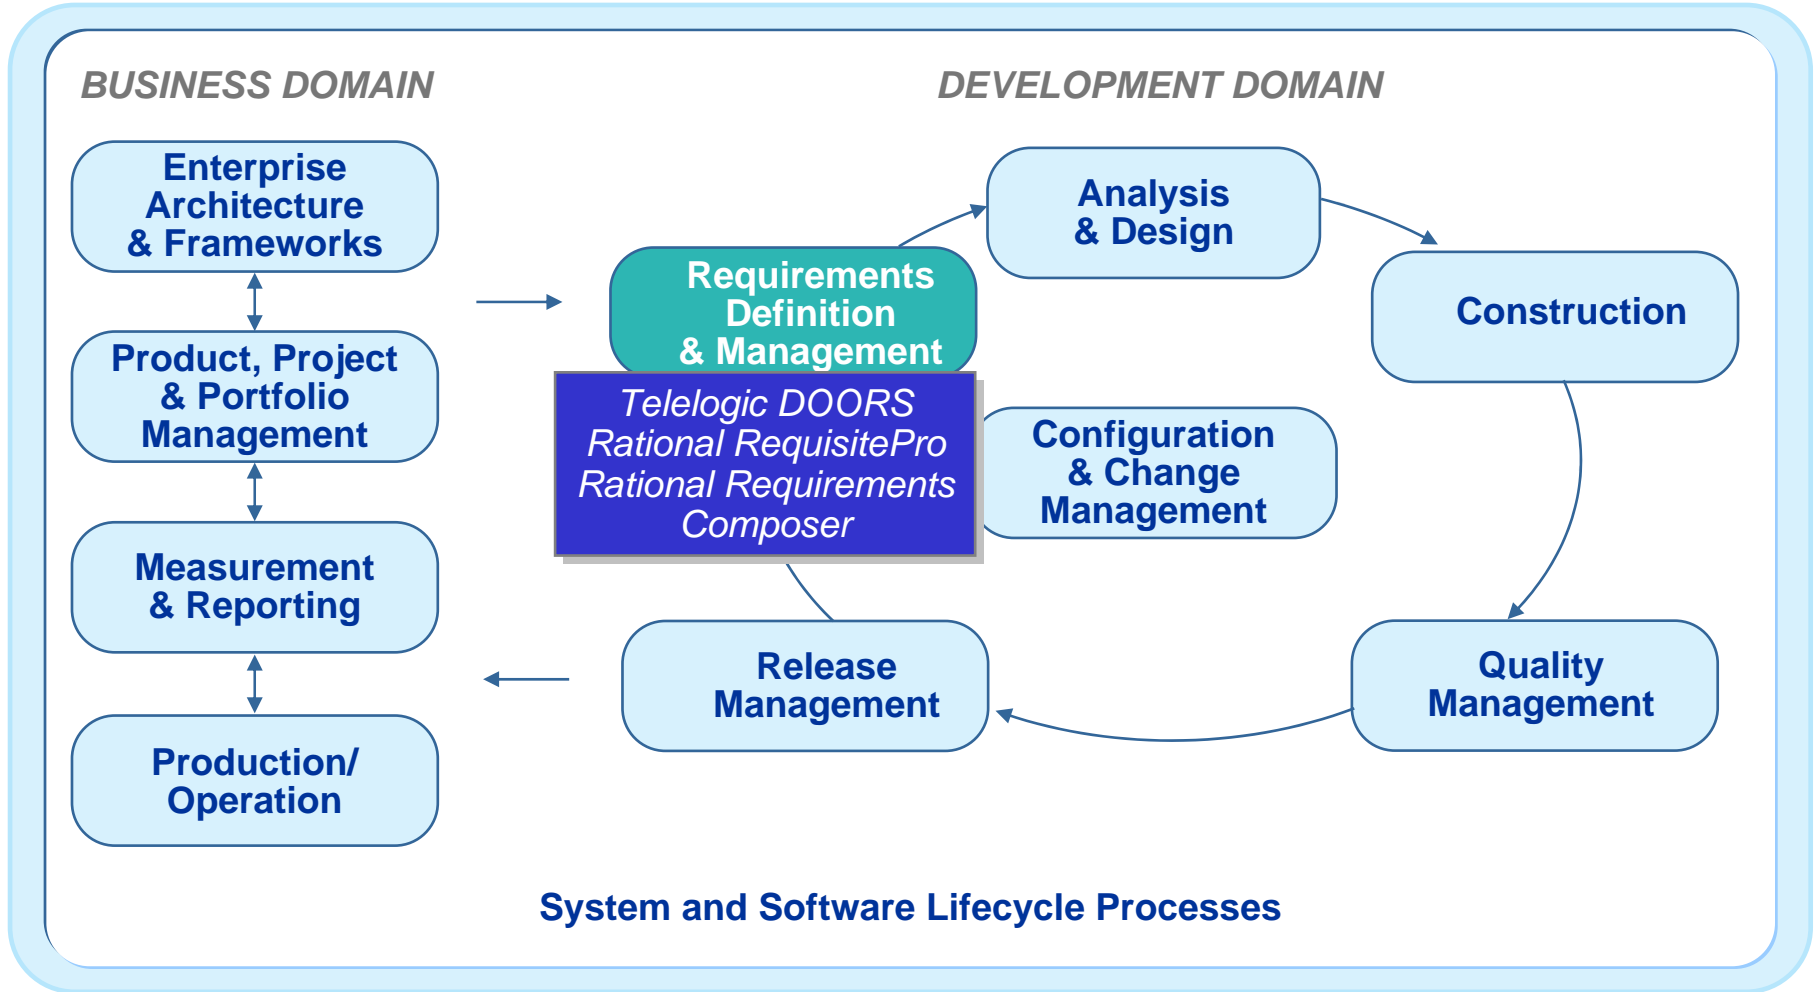 BUSINESS DOMAIN
DEVELOPMENT DOMAIN
Enterprise
Architecture
& Frameworks
Product, Project
& Portfolio
Management
Measurement
& Reporting
Production/
Operation
Requirements
Definition
& Management
Telelogic DOORS
Rational RequisitePro
Rational Requirements
Composer
Analysis
& Design
Construction
Configuration
& Change
Management
Release
Management
Quality
Management
System and Software Lifecycle Processes